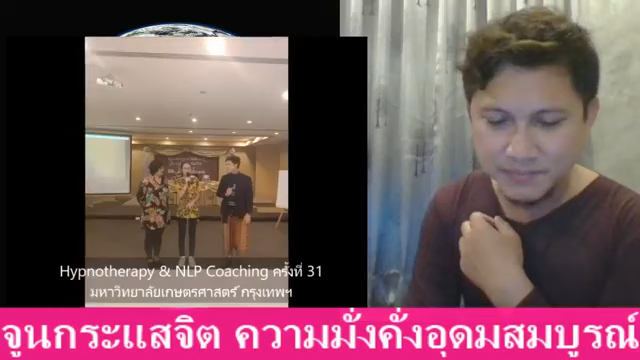 Hypnotherapy & NLP Coaching ครั้งที่ 31
มหาวิทยาลัยเกษตรศาสตร์ กรุงเทพฯ
จูนกระแสจิต ความมั่งคั่งอุดมสมบูรณ์